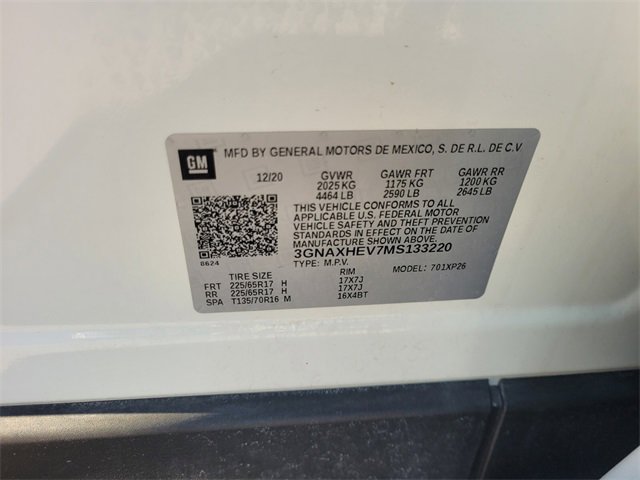 GM MFD BY GENERAL MOTORS DE MEXICO, S. DE R.L. DE C.V
12/20 GVWR GAWR FRT GAWR RR
2025 KG 1175 KG 1200 KG
4464 LB 2590 LB 2645 LB
THIS VEHICLE CONFORMS TO ALL
APPLICABLE U.S. FEDERAL MOTOR
VEHICLE SAFETY AND THEFT PREVENTION
STANDARDS IN EFFECT ON THE DATE OF
MANUFACTURE SHOWN ABOVE.
8624 3GNAXHEV7MS133220
TYPE: M.P.V. MODEL: 701XP26
TIRE SIZE RIM
FRT 225/65R17 H 17X7J
RR 225/65R17 H 17X7J
SPA T135/70R16 M 16X4BT